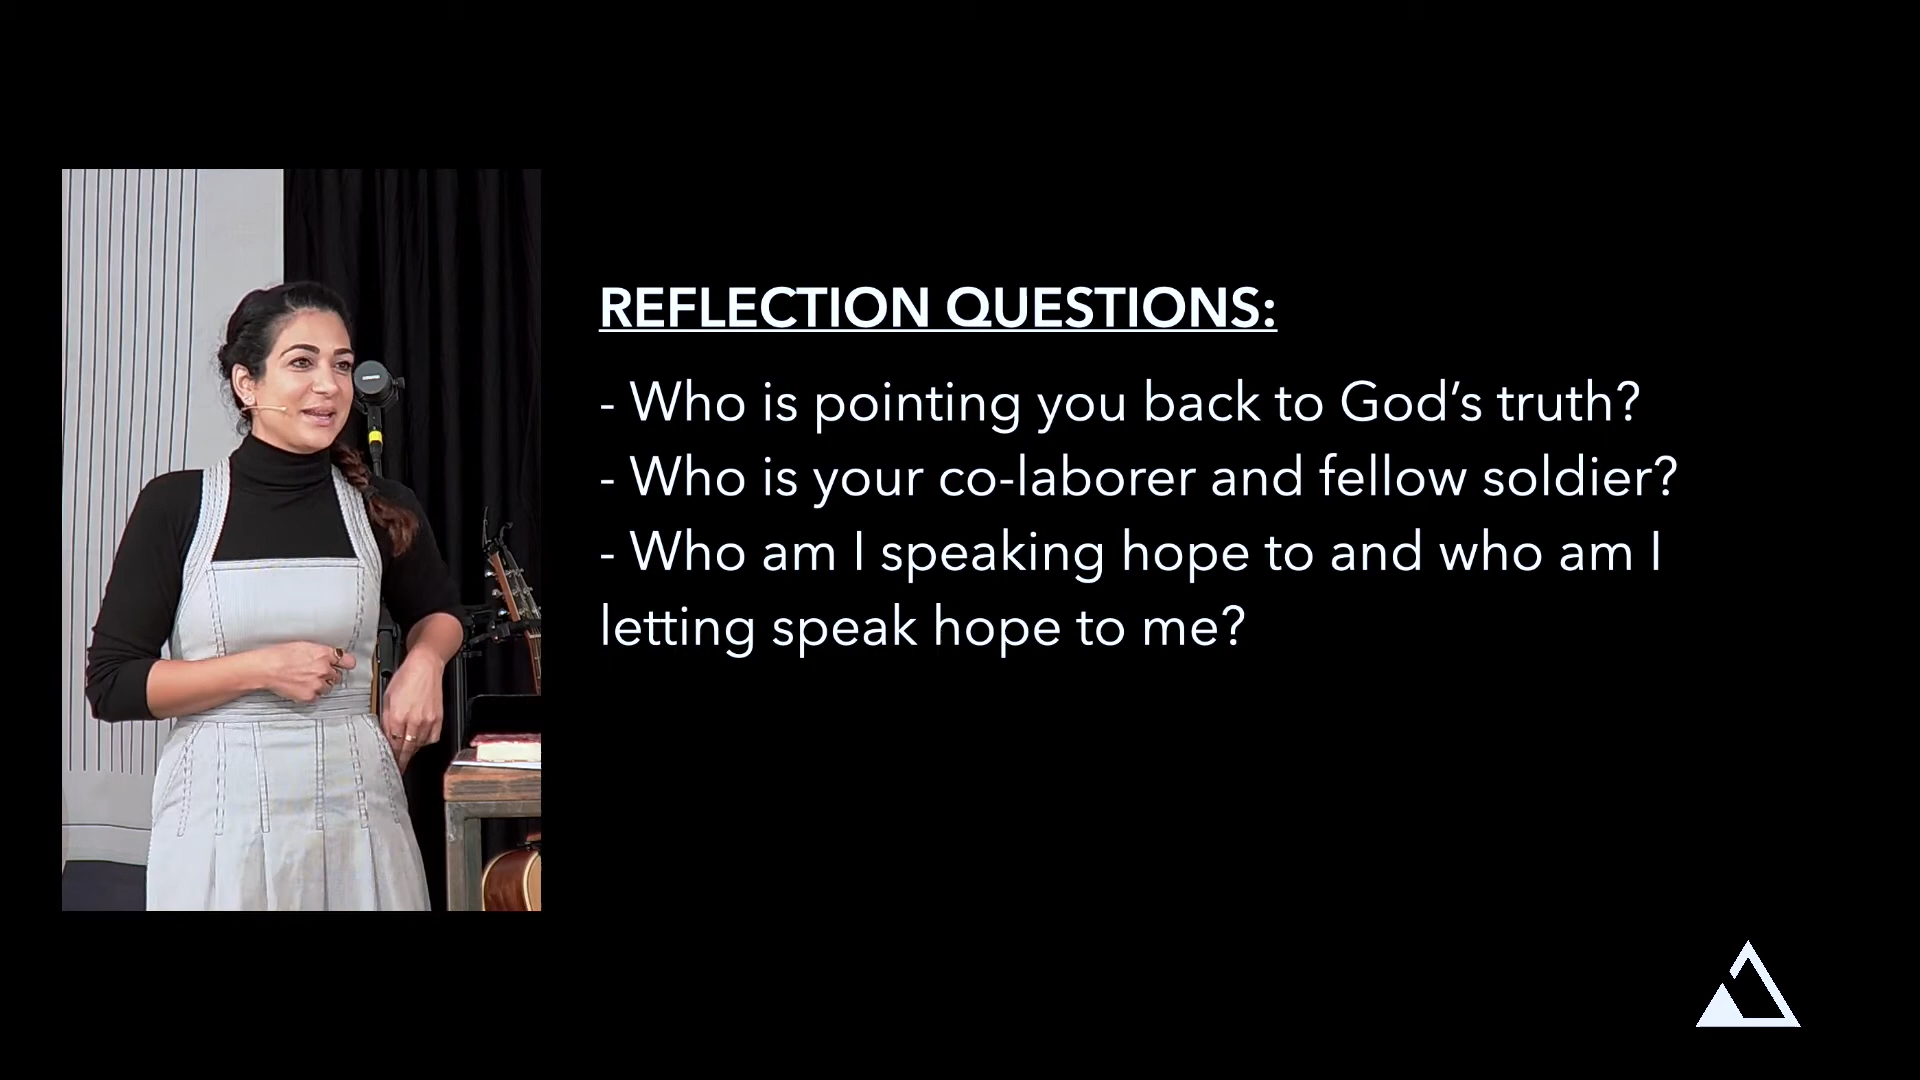 REFLECTION QUESTIONS:
- Who is pointing you back to God’s truth?
- Who is your co-laborer and fellow soldier?
- Who am I speaking hope to and who am I
letting speak hope to me?